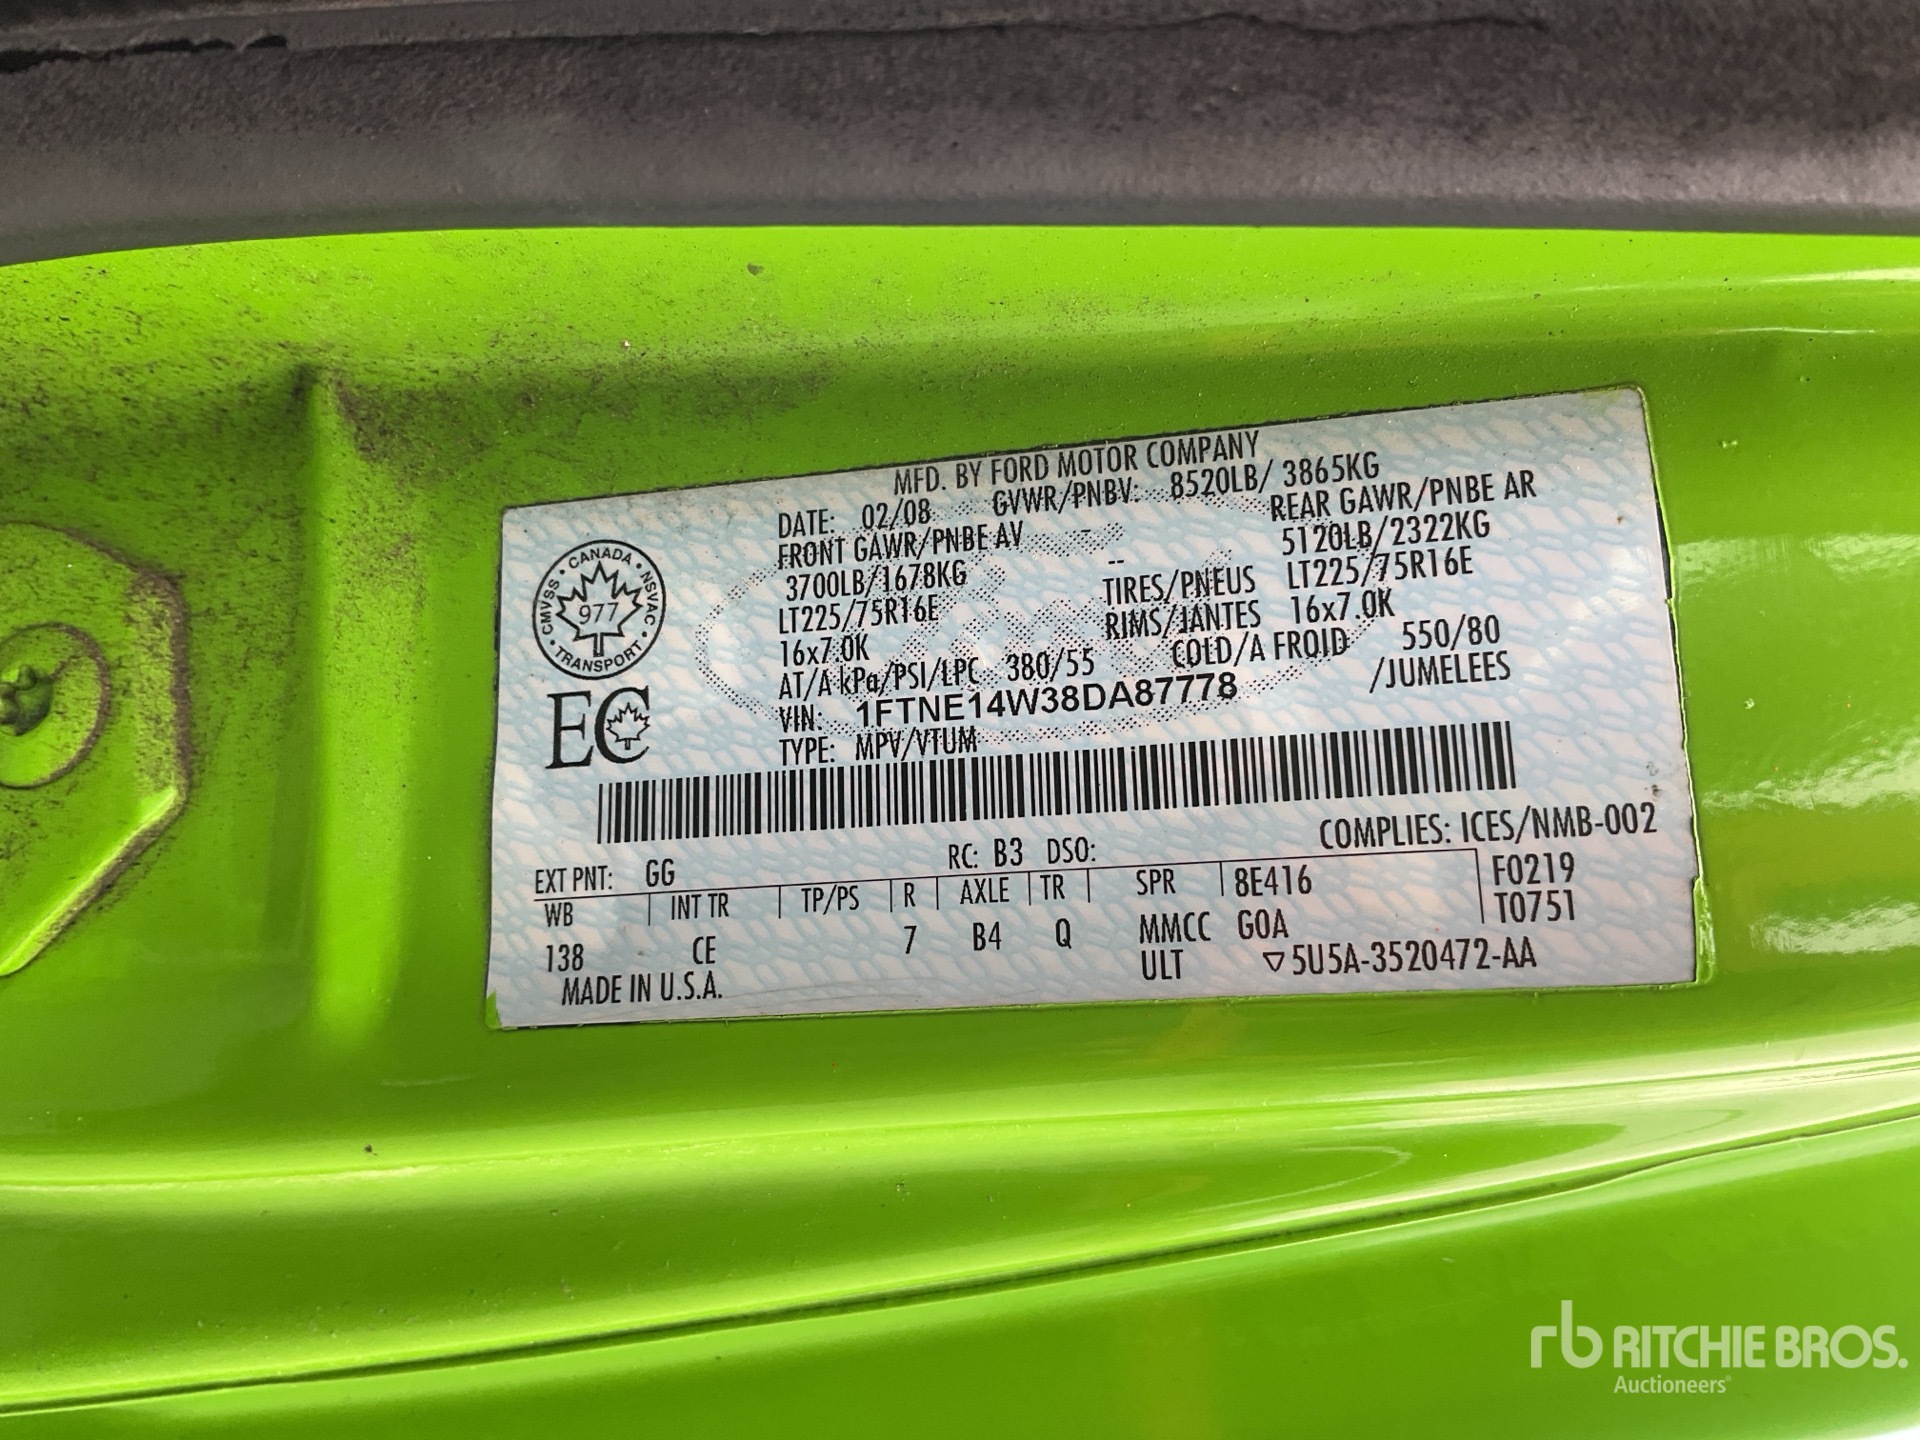 MFD. BY FORD MOTOR COMPANY
DATE: 02/08 GVWR/PNBV: 8520LB/ 3865KG
FRONT GAWR/PNBE AV REAR GAWR/PNBE AR
3700LB/1678KG -- 5120LB/2322KG
LT225/75R16E TIRES/PNEUS LT225/75R16E
16x7.0K RIMS/JANTES 16x7.0K
AT/A kPa/PSI/LPC 380/55 COLD/A FROID 550/80
VIN: 1FTNE14W38DA87778 /JUMELEES
TYPE: MPV/VTUM
CANADA • NSVAC • TRANSPORT • CMVSS •
977
EC
COMPLIES: ICES/NMB-002
EXT PNT: GG RC: B3 DSO:
WB INT TR TP/PS R AXLE TR SPR 8E416 F0219
138 CE 7 B4 Q MMCC GOA T0751
MADE IN U.S.A. ULT ▽5U5A-3520472-AA
rb RITCHIE BROS.
Auctioneers